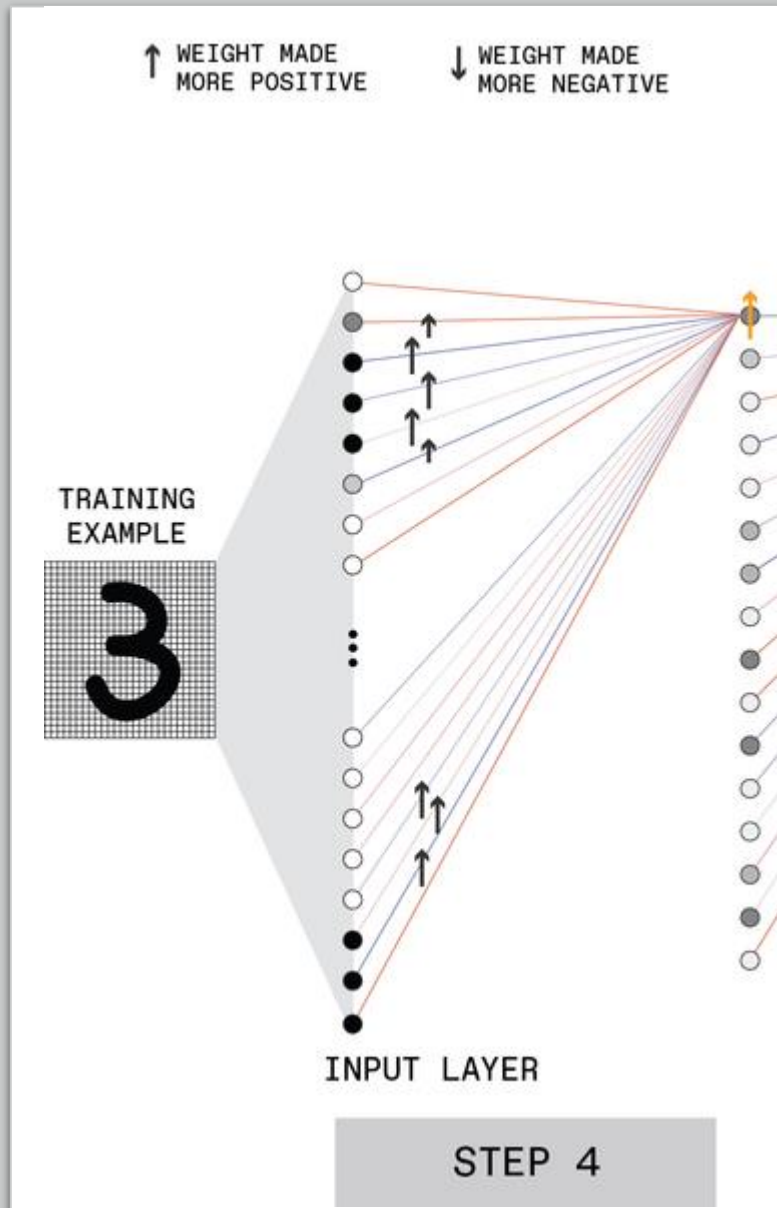 ↑ WEIGHT MADE
MORE POSITIVE
↓ WEIGHT MADE
MORE NEGATIVE
TRAINING
EXAMPLE
3
INPUT LAYER
STEP 4